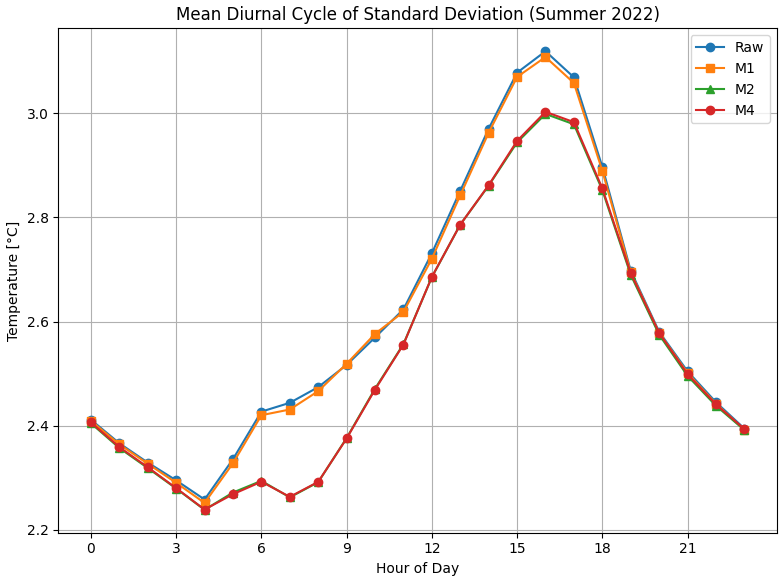 Mean Diurnal Cycle of Standard Deviation (Summer 2022)
Raw
M1
M2
M4
3.0
2.8
2.6
2.4
2.2
Temperature [°C]
0 3 6 9 12 15 18 21
Hour of Day